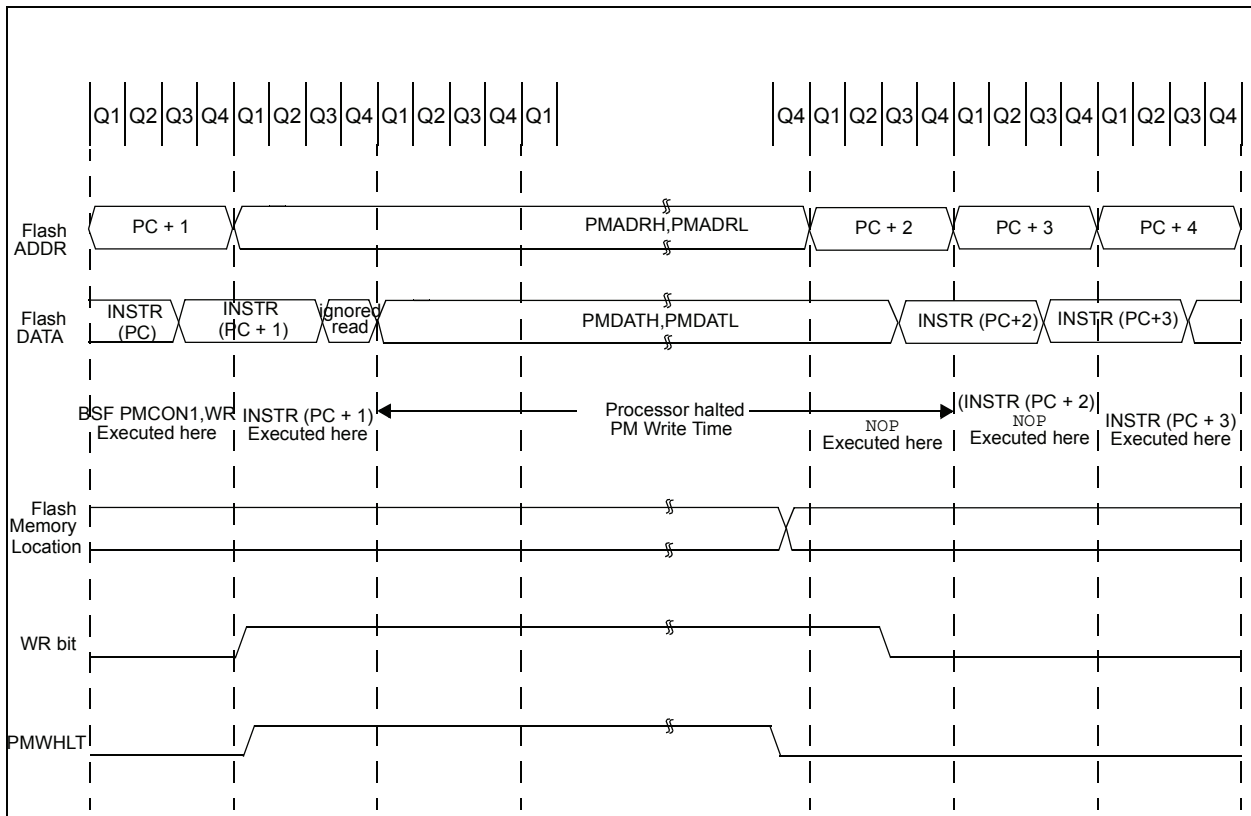 Q1 Q2 Q3 Q4 Q1 Q2 Q3 Q4 Q1 Q2 Q3 Q4 Q1 Q4 Q1 Q2 Q3 Q4 Q1 Q2 Q3 Q4 Q1 Q2 Q3 Q4
Flash
ADDR
PC + 1
PMADRH,PMADRL
PC + 2
PC + 3
PC + 4
Flash
DATA
INSTR
(PC)
INSTR
(PC + 1)
ignored
read
PMDATH,PMDATL
INSTR (PC+2)
INSTR (PC+3)
BSF PMCON1,WR
Executed here
INSTR (PC + 1)
Executed here
Processor halted
PM Write Time
NOP
Executed here
(INSTR (PC + 2)
NOP
Executed here
INSTR (PC + 3)
Executed here
Flash
Memory
Location
WR bit
PMWHLT